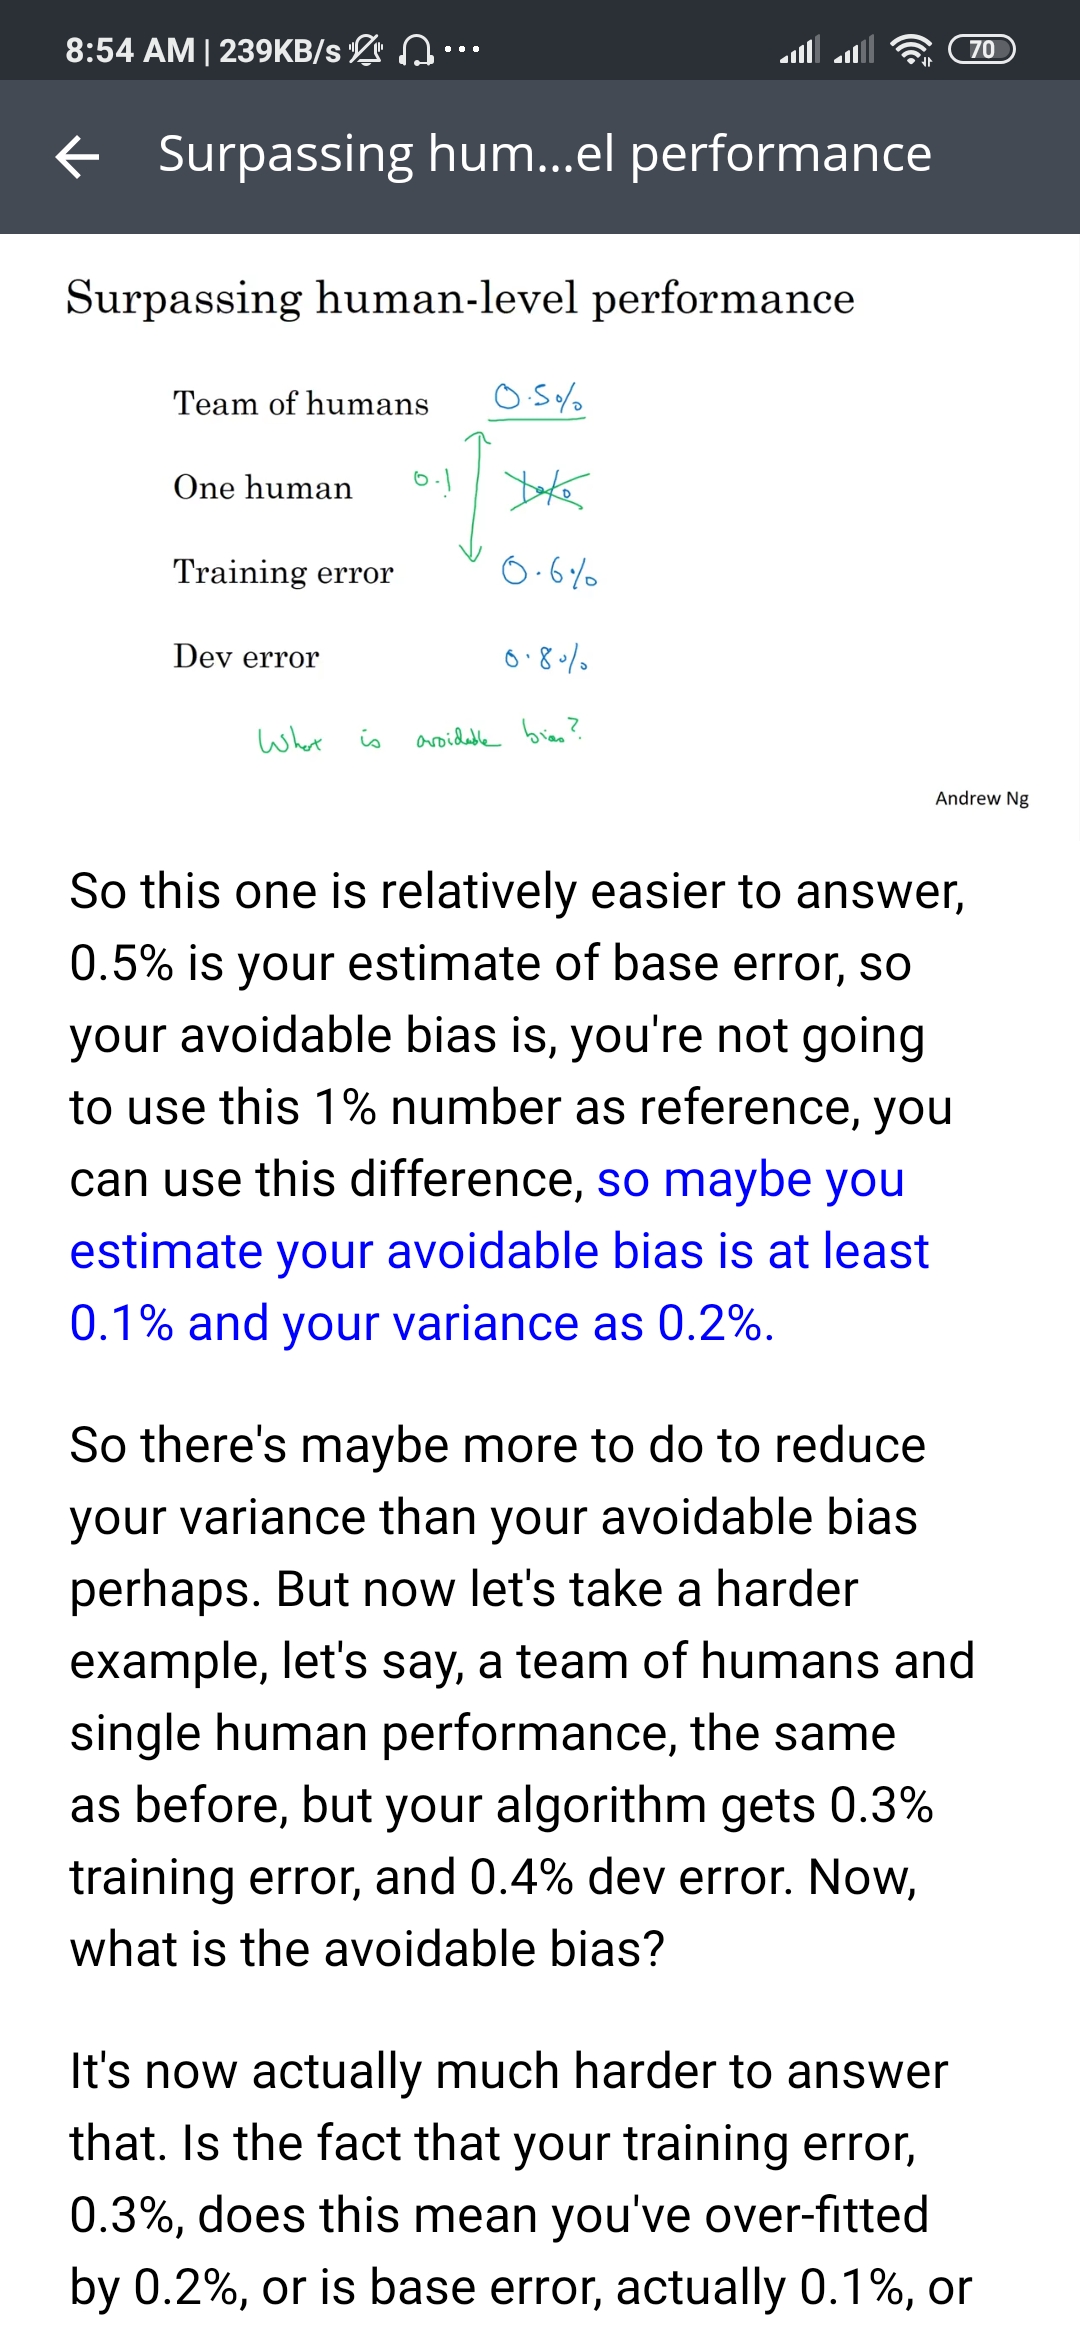 8:54 AM | 239KB/s
70
Surpassing hum...el performance
Surpassing human-level performance
Team of humans 0.5%
One human 0.1 1%
Training error 0.6%
Dev error 0.8%
What is avoidable bias?
Andrew Ng
So this one is relatively easier to answer,
0.5% is your estimate of base error, so
your avoidable bias is, you're not going
to use this 1% number as reference, you
can use this difference, so maybe you
estimate your avoidable bias is at least
0.1% and your variance as 0.2%.
So there's maybe more to do to reduce
your variance than your avoidable bias
perhaps. But now let's take a harder
example, let's say, a team of humans and
single human performance, the same
as before, but your algorithm gets 0.3%
training error, and 0.4% dev error. Now,
what is the avoidable bias?
It's now actually much harder to answer
that. Is the fact that your training error,
0.3%, does this mean you've over-fitted
by 0.2%, or is base error, actually 0.1%, or